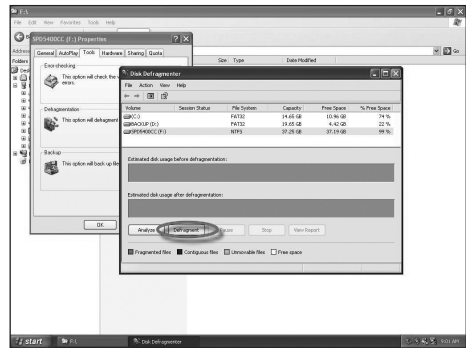 F:\
File Edit View Favorites Tools Help
Go
Folders
Size Type Date Modified
SPD5400CC (F:) Properties
General AutoPlay Tools Hardware Sharing Quota
Error-checking
This option will check the
errors.
Defragmentation
This option will defragment
Backup
This option will back up file
OK
Disk Defragmenter
File Action View Help
Volume Session Status File System Capacity Free Space % Free Space
(C:) FAT32 14.65 GB 10.96 GB 74 %
BACKUP (D:) FAT32 19.65 GB 4.42 GB 22 %
SPD5400CC (F:) NTFS 37.25 GB 37.19 GB 99 %
Estimated disk usage before defragmentation:
Estimated disk usage after defragmentation:
Analyze Defragment Pause Stop View Report
Fragmented files Contiguous files Unmovable files Free space
start F:\ Disk Defragmenter 9:01 AM